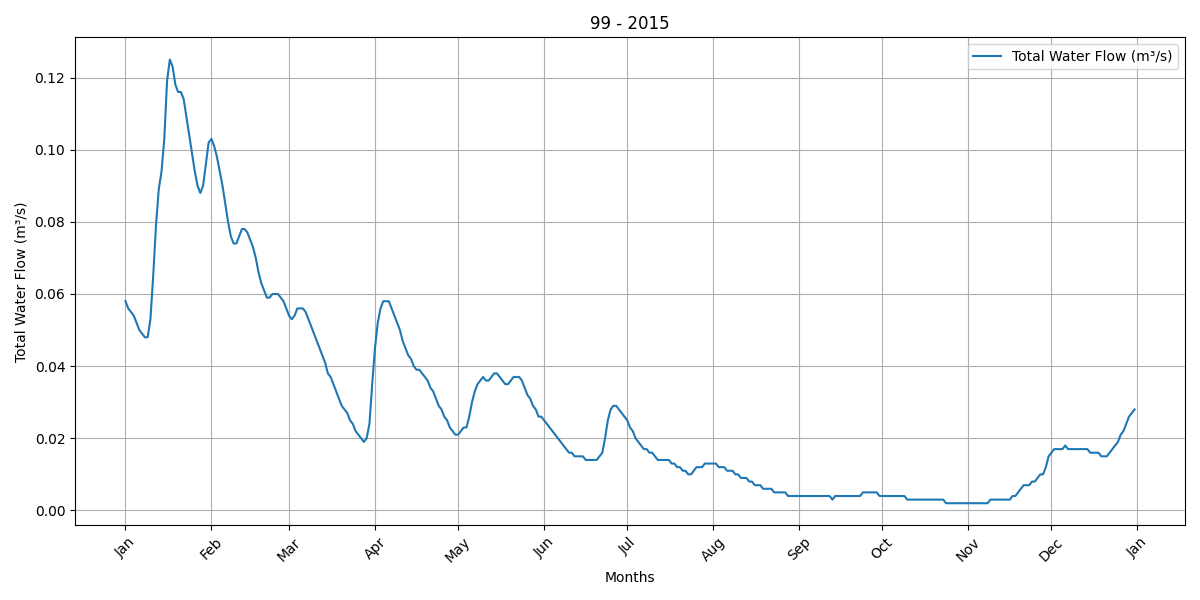 99 - 2015
Total Water Flow (m³/s)
Total Water Flow (m³/s)
0.12
0.10
0.08
0.06
0.04
0.02
0.00
Jan
Feb
Mar
Apr
May
Jun
Jul
Aug
Sep
Oct
Nov
Dec
Jan
Months